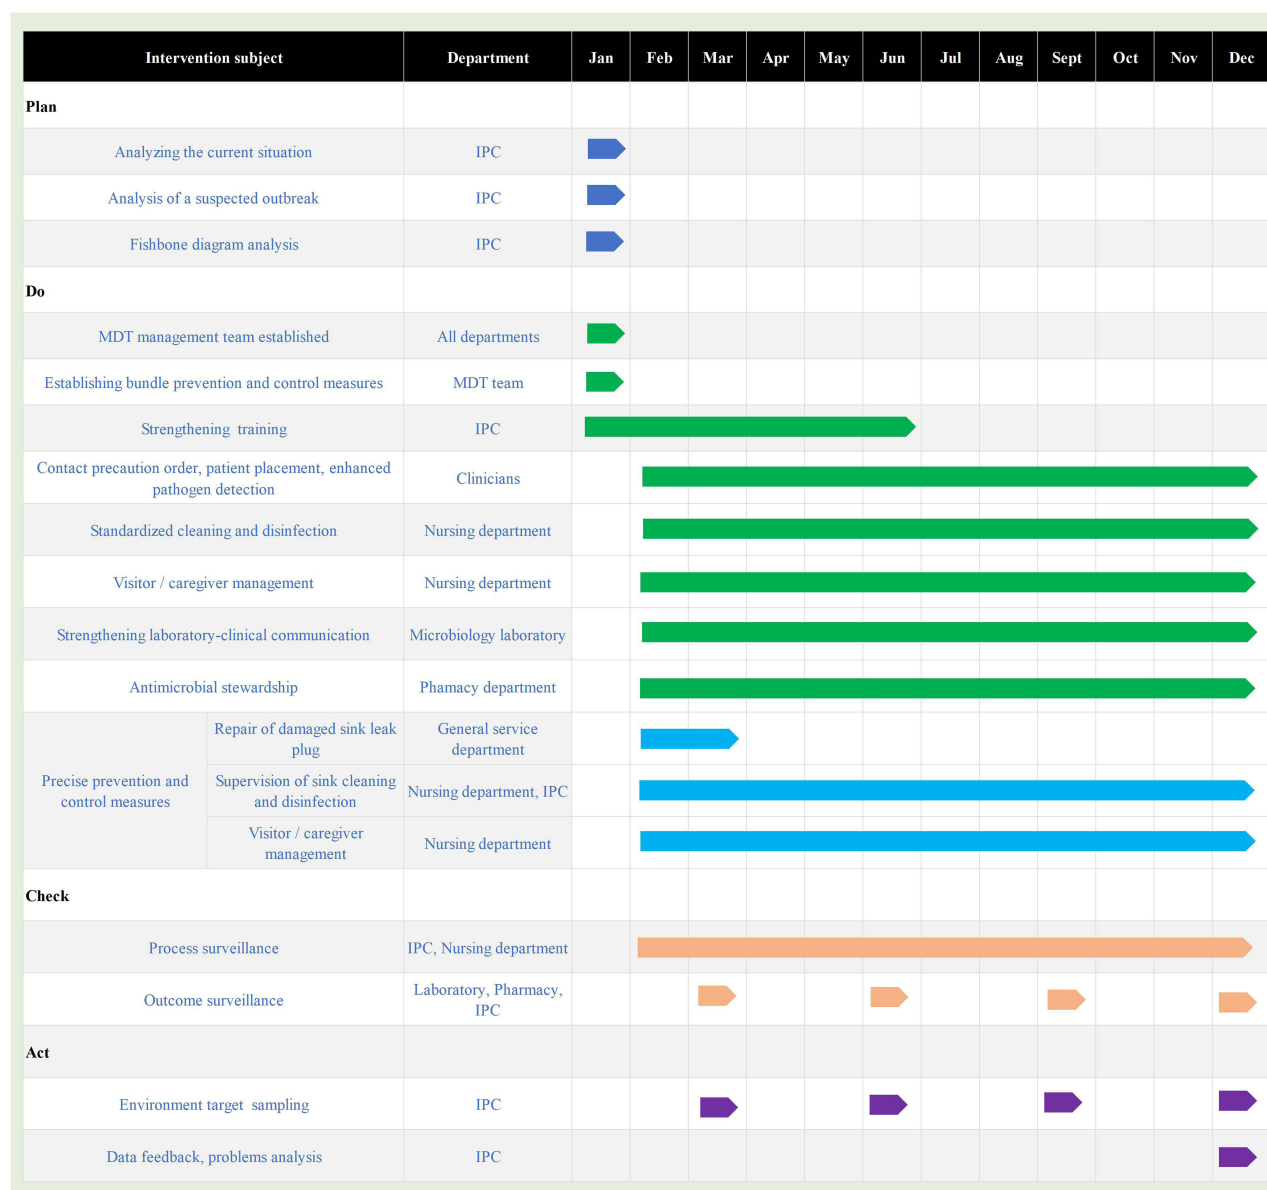 Intervention subject Department Jan Feb Mar Apr May Jun Jul Aug Sept Oct Nov Dec
Plan
Analyzing the current situation IPC
Analysis of a suspected outbreak IPC
Fishbone diagram analysis IPC
Do
MDT management team established All departments
Establishing bundle prevention and control measures MDT team
Strengthening training IPC
Contact precaution order, patient placement, enhanced
pathogen detection
Clinicians
Standardized cleaning and disinfection Nursing department
Visitor / caregiver management Nursing department
Strengthening laboratory-clinical communication Microbiology laboratory
Antimicrobial stewardship Phamacy department
Precise prevention and
control measures
Repair of damaged sink leak
plug
General service
department
Supervision of sink cleaning
and disinfection
Nursing department, IPC
Visitor / caregiver
management
Nursing department
Check
Process surveillance IPC, Nursing department
Outcome surveillance
Laboratory, Pharmacy,
IPC
Act
Environment target sampling IPC
Data feedback, problems analysis IPC